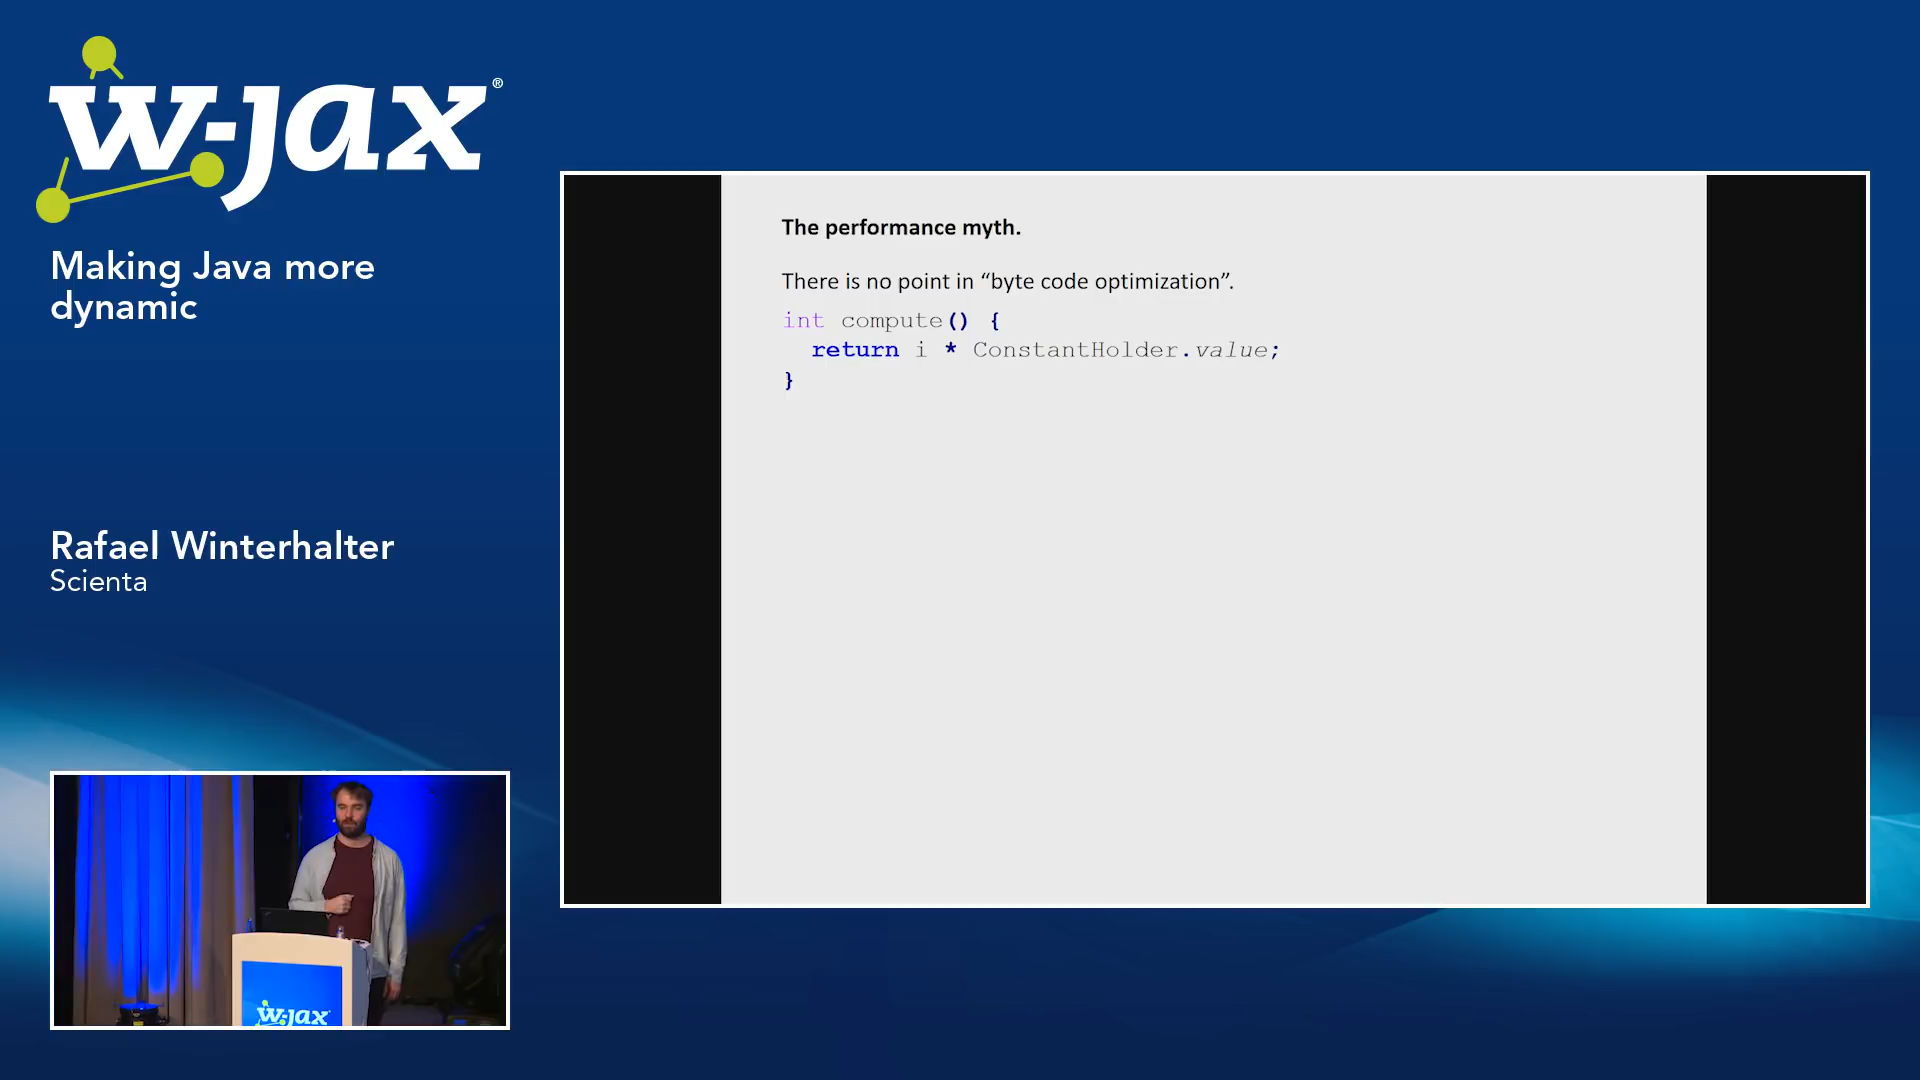 w-jax®
Making Java more
dynamic
Rafael Winterhalter
Scienta
The performance myth.
There is no point in “byte code optimization”.
int compute() {
  return i * ConstantHolder.value;
}
w-jax